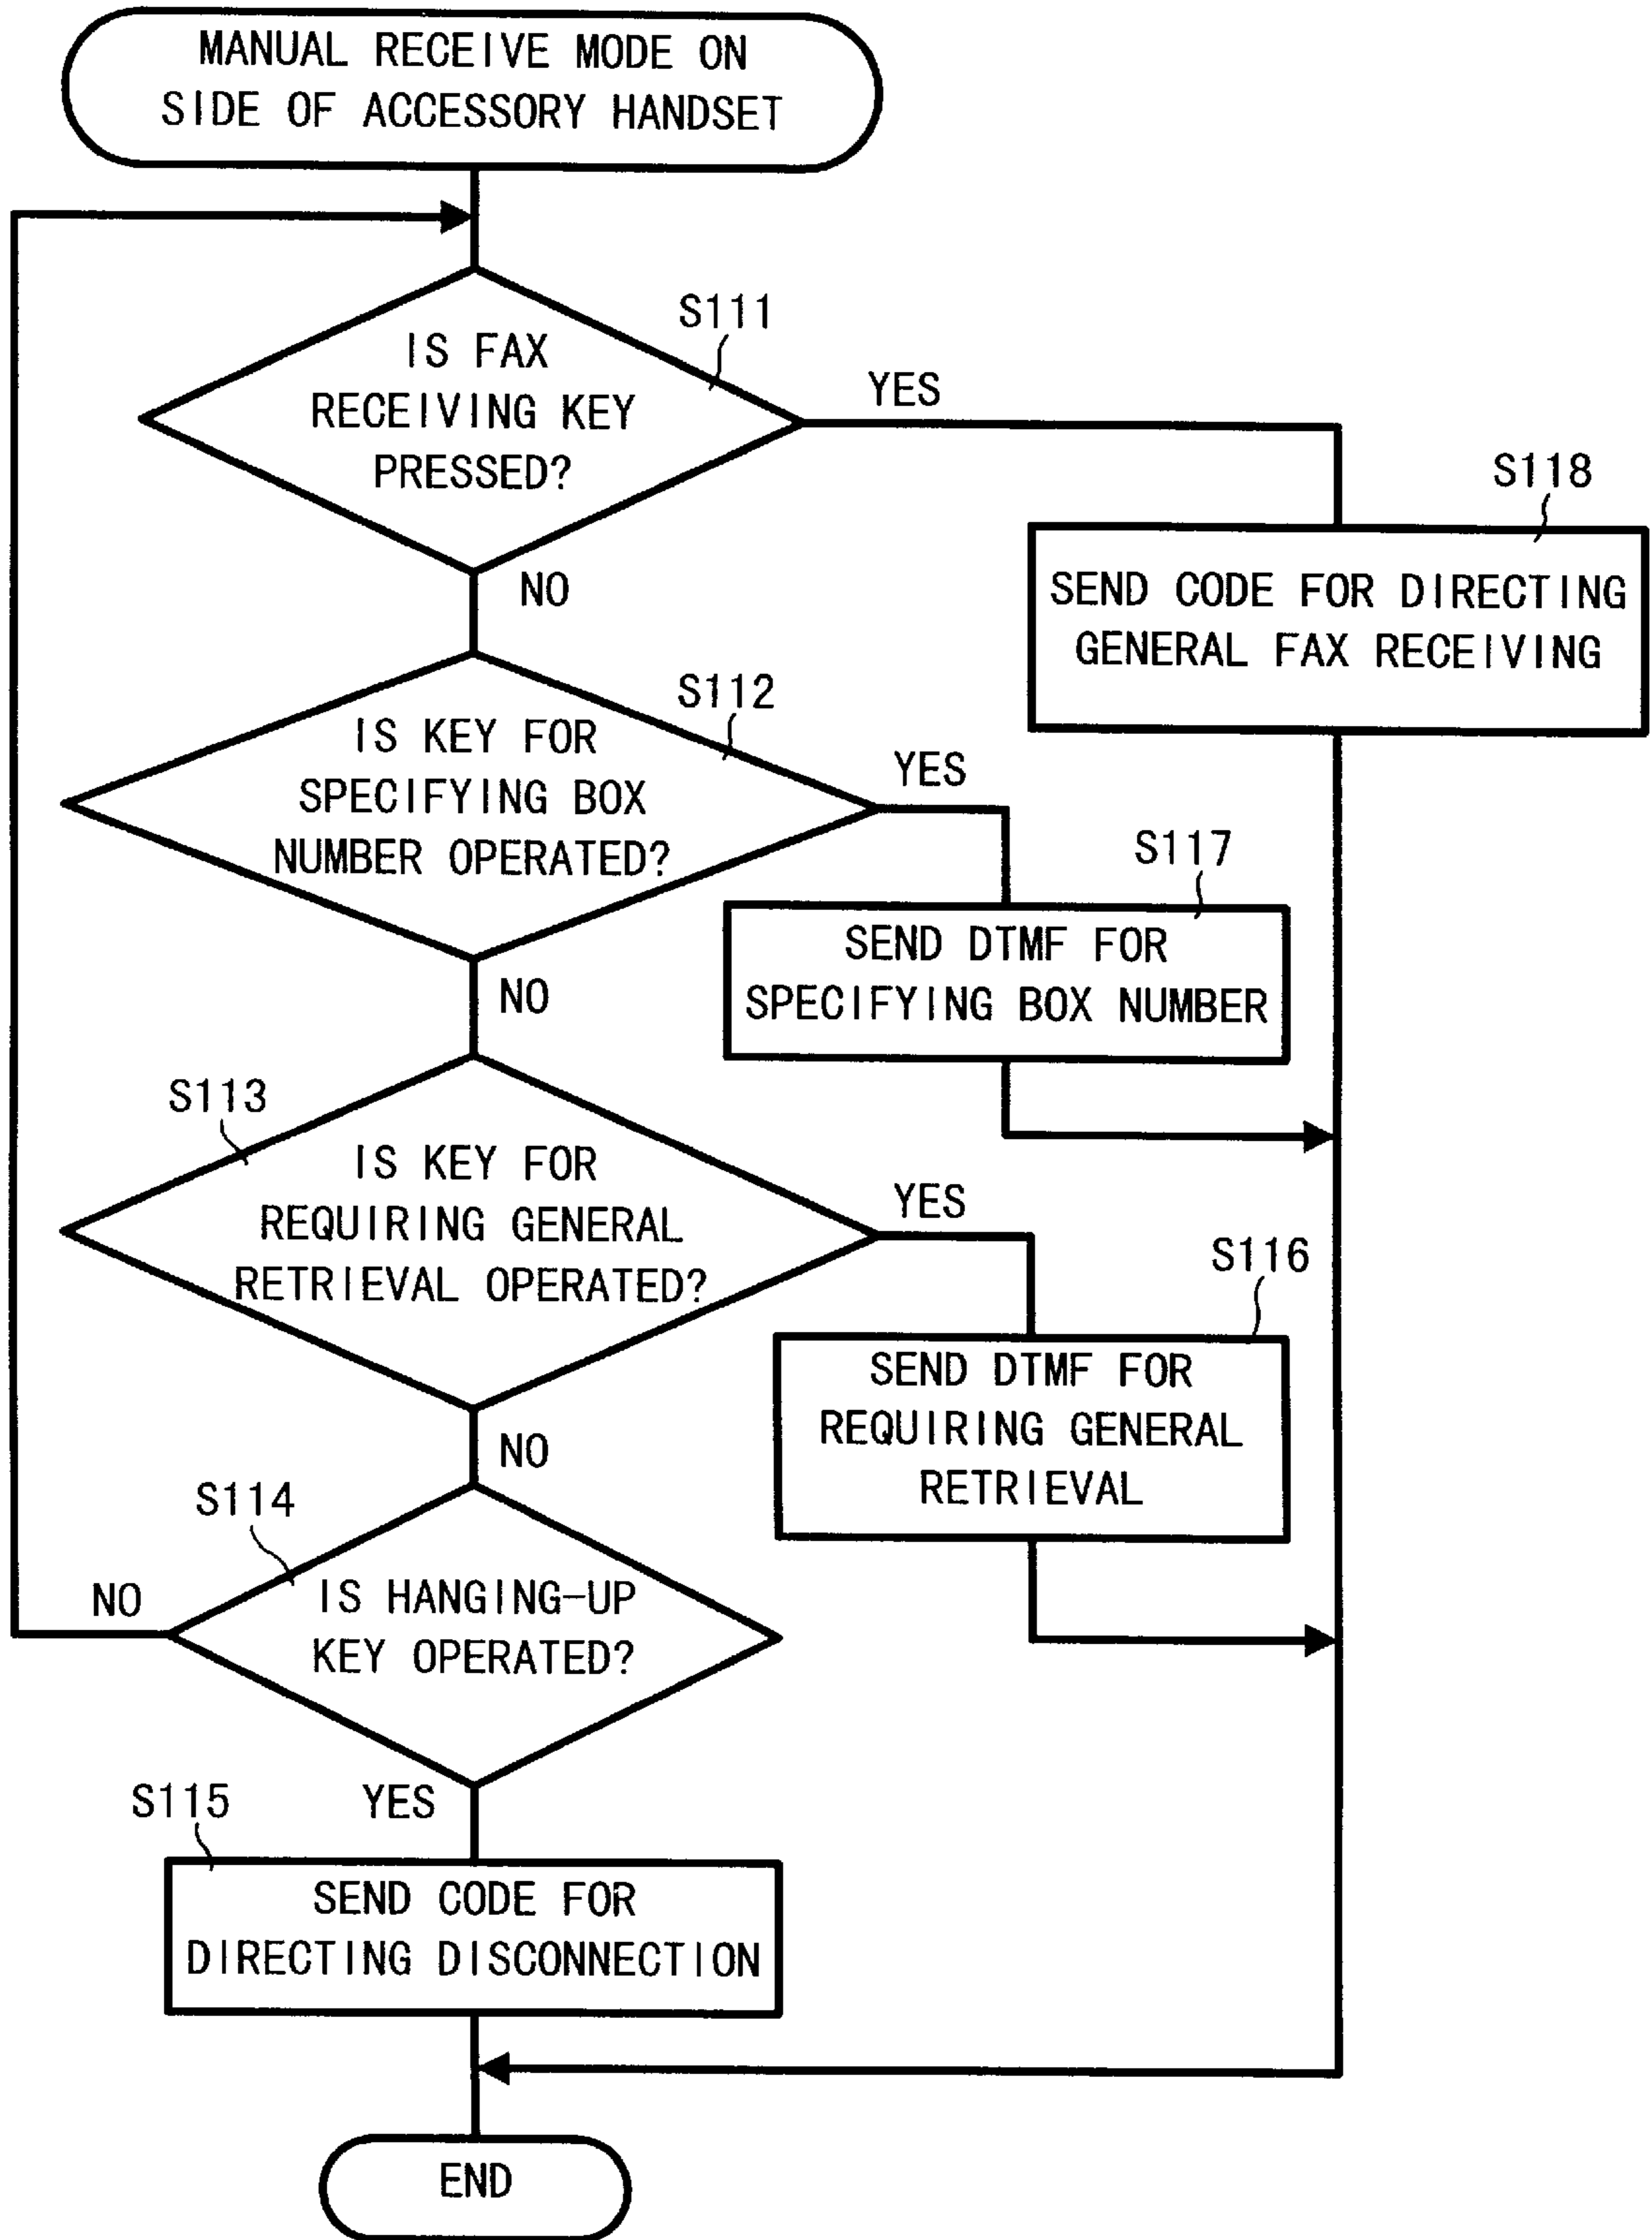 MANUAL RECEIVE MODE ON
SIDE OF ACCESSORY HANDSET
S111
IS FAX
RECEIVING KEY
PRESSED?
YES
NO
S118
SEND CODE FOR DIRECTING
GENERAL FAX RECEIVING
S112
IS KEY FOR
SPECIFYING BOX
NUMBER OPERATED?
YES
NO
S117
SEND DTMF FOR
SPECIFYING BOX NUMBER
S113
IS KEY FOR
REQUIRING GENERAL
RETRIEVAL OPERATED?
YES
NO
S116
SEND DTMF FOR
REQUIRING GENERAL
RETRIEVAL
S114
IS HANGING-UP
KEY OPERATED?
NO
YES
S115
SEND CODE FOR
DIRECTING DISCONNECTION
END